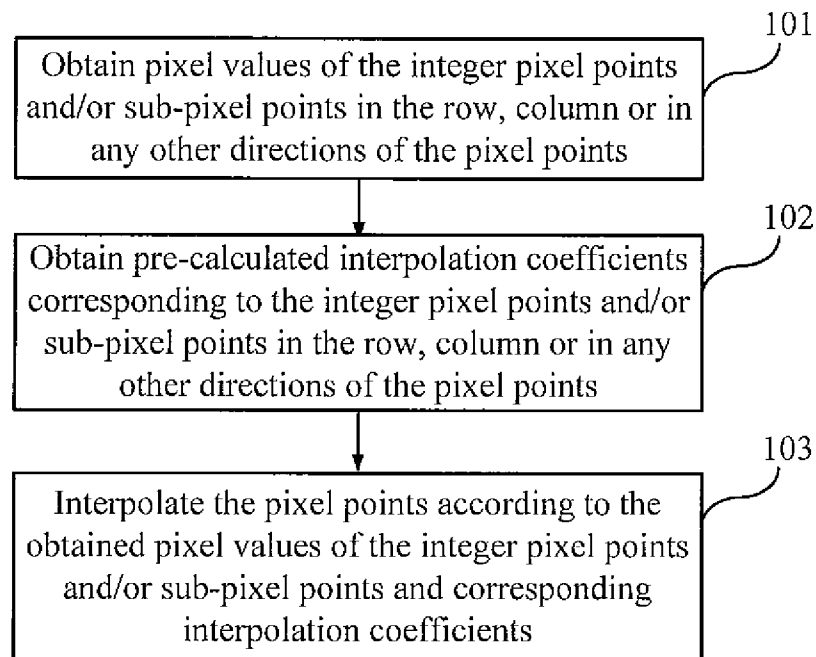 101
Obtain pixel values of the integer pixel points
and/or sub-pixel points in the row, column or in
any other directions of the pixel points
102
Obtain pre-calculated interpolation coefficients
corresponding to the integer pixel points and/or
sub-pixel points in the row, column or in any
other directions of the pixel points
103
Interpolate the pixel points according to the
obtained pixel values of the integer pixel points
and/or sub-pixel points and corresponding
interpolation coefficients